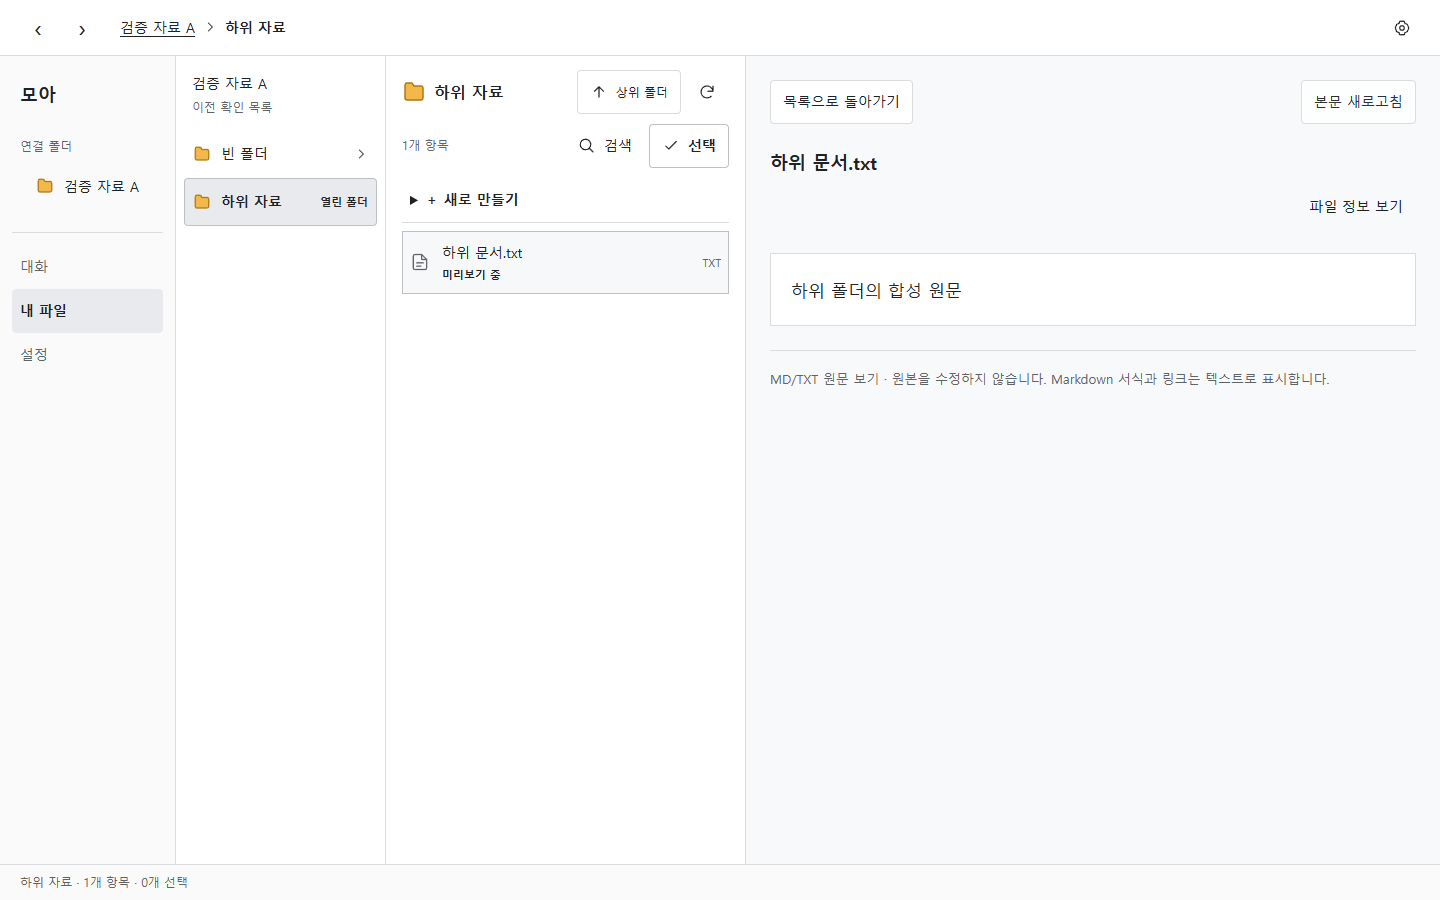 검증 자료 A > 하위 자료
모아
연결 폴더
검증 자료 A
대화
내 파일
설정
검증 자료 A
이전 확인 목록
빈 폴더
하위 자료 열린 폴더
하위 자료
상위 폴더
1개 항목
검색
선택
+ 새로 만들기
하위 문서.txt
미리보기 중
TXT
목록으로 돌아가기
본문 새로고침
하위 문서.txt
파일 정보 보기
하위 폴더의 합성 원문
MD/TXT 원문 보기 · 원본을 수정하지 않습니다. Markdown 서식과 링크는 텍스트로 표시합니다.
하위 자료 · 1개 항목 · 0개 선택